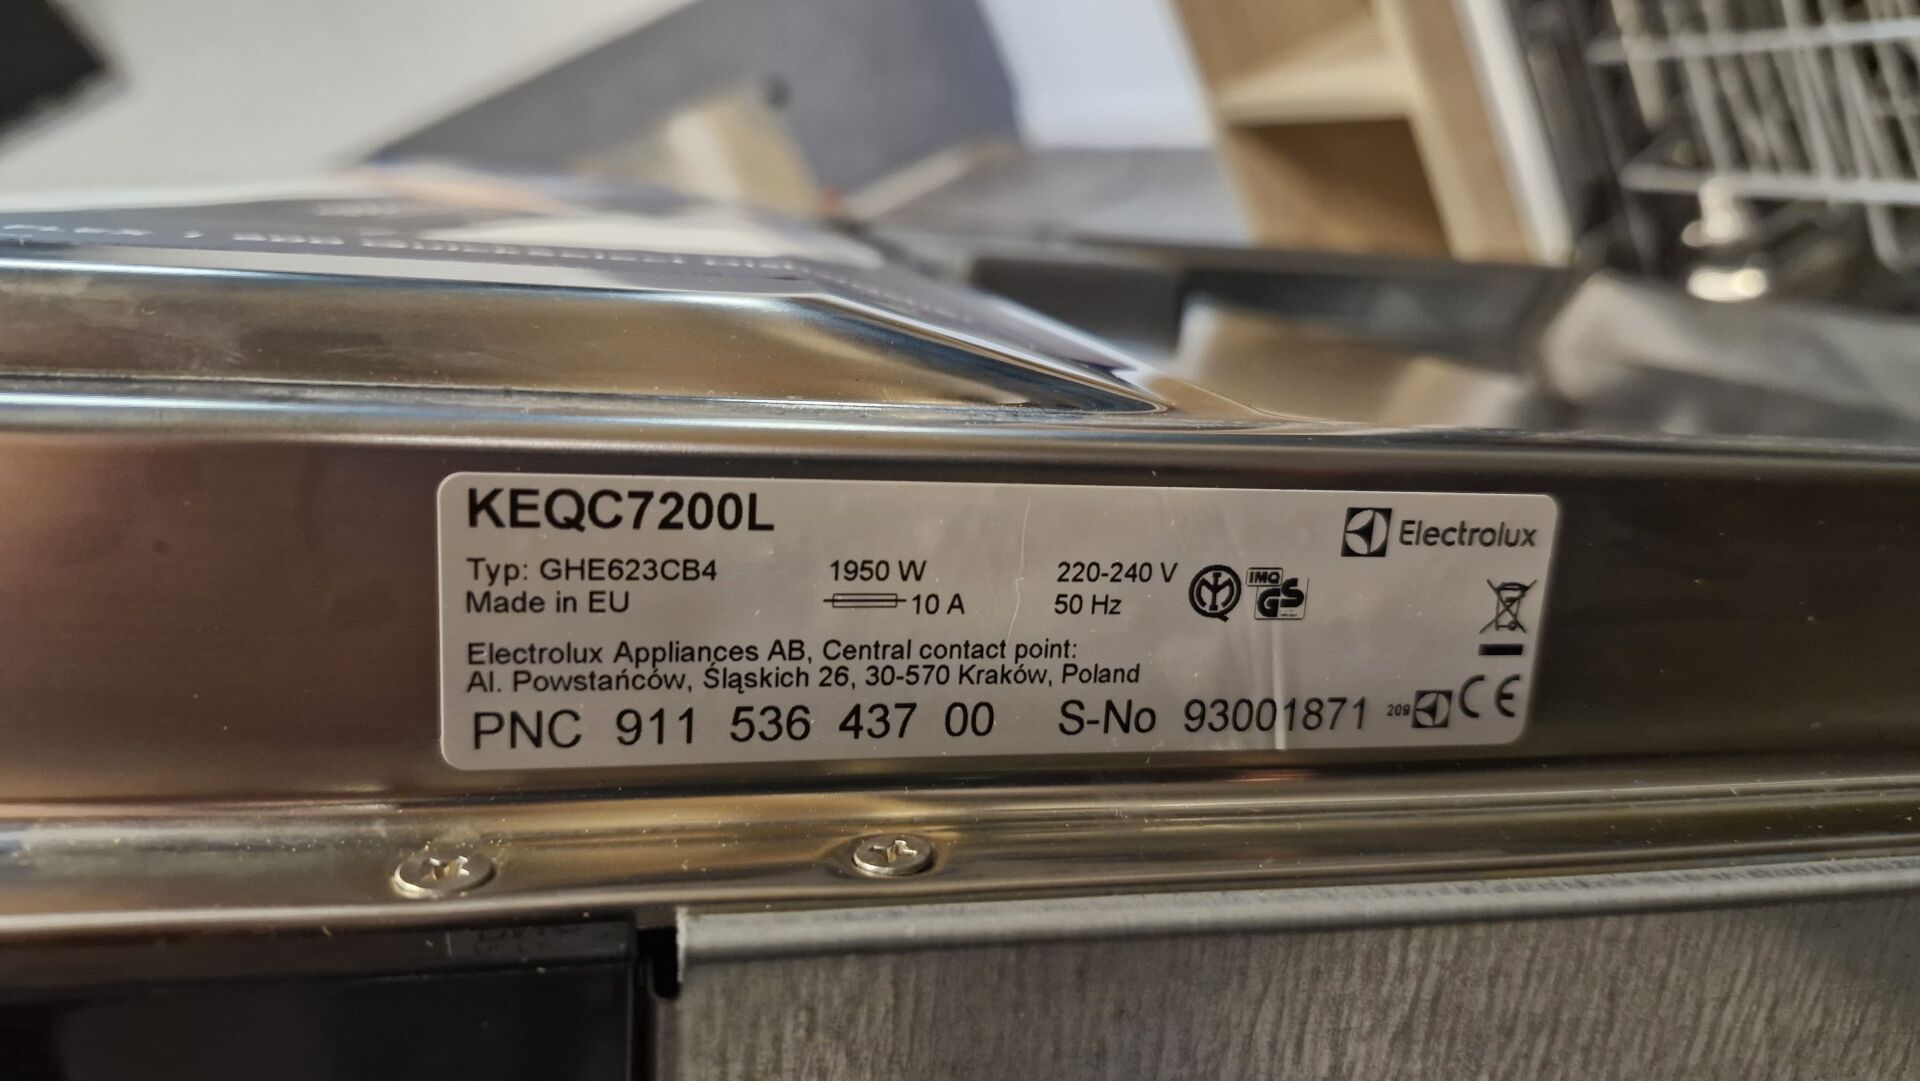 KEQC7200L
Electrolux
Typ: GHE623CB4 1950 W 220-240 V IMQ GS
Made in EU 10 A 50 Hz
Electrolux Appliances AB, Central contact point:
Al. Powstańców, Śląskich 26, 30-570 Kraków, Poland
PNC 911 536 437 00 S-No 93001871 209 CE